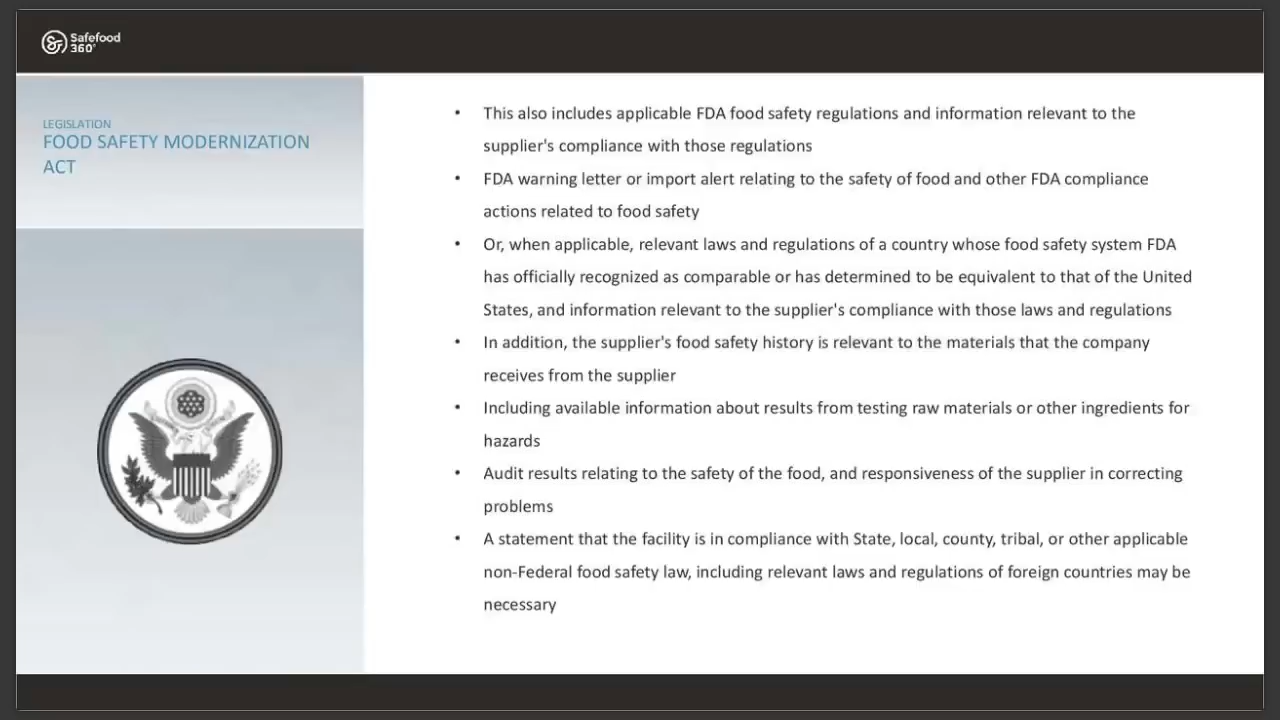 Safefood
360°
LEGISLATION
FOOD SAFETY MODERNIZATION
ACT
• This also includes applicable FDA food safety regulations and information relevant to the
supplier's compliance with those regulations
• FDA warning letter or import alert relating to the safety of food and other FDA compliance
actions related to food safety
• Or, when applicable, relevant laws and regulations of a country whose food safety system FDA
has officially recognized as comparable or has determined to be equivalent to that of the United
States, and information relevant to the supplier's compliance with those laws and regulations
• In addition, the supplier's food safety history is relevant to the materials that the company
receives from the supplier
• Including available information about results from testing raw materials or other ingredients for
hazards
• Audit results relating to the safety of the food, and responsiveness of the supplier in correcting
problems
• A statement that the facility is in compliance with State, local, county, tribal, or other applicable
non-Federal food safety law, including relevant laws and regulations of foreign countries may be
necessary